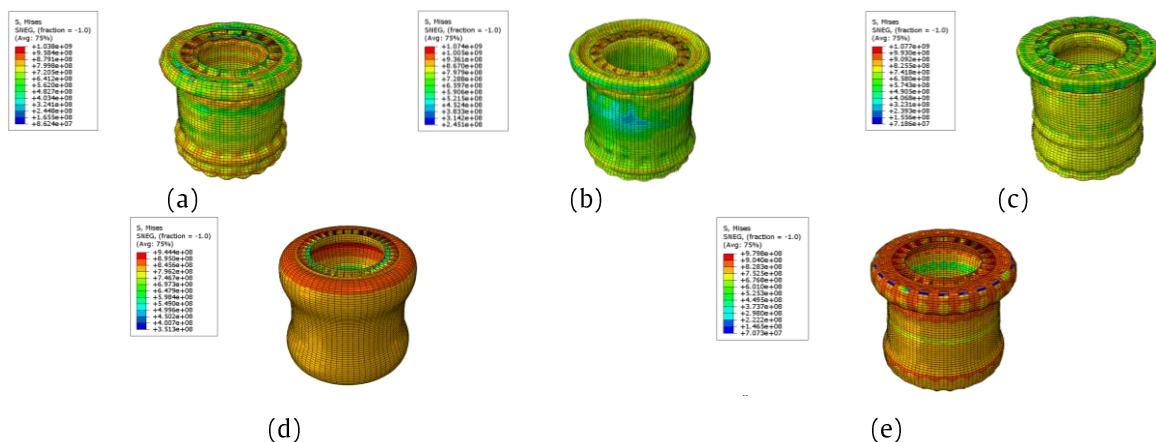 S, Mises
SNEG, (fraction = -1.0)
(Avg: 75%)
+1.038e+09
+9.584e+08
+8.791e+08
+7.998e+08
+7.205e+08
+6.412e+08
+5.620e+08
+4.827e+08
+4.034e+08
+3.241e+08
+2.448e+08
+1.655e+08
+8.624e+07
(a)
S, Mises
SNEG, (fraction = -1.0)
(Avg: 75%)
+1.074e+09
+1.005e+09
+9.361e+08
+8.670e+08
+7.979e+08
+7.288e+08
+6.597e+08
+5.906e+08
+5.215e+08
+4.524e+08
+3.833e+08
+3.142e+08
+2.451e+08
(b)
S, Mises
SNEG, (fraction = -1.0)
(Avg: 75%)
+1.077e+09
+9.930e+08
+9.092e+08
+8.255e+08
+7.418e+08
+6.580e+08
+5.743e+08
+4.905e+08
+4.068e+08
+3.231e+08
+2.393e+08
+1.556e+08
+7.186e+07
(c)
S, Mises
SNEG, (fraction = -1.0)
(Avg: 75%)
+9.444e+08
+8.950e+08
+8.456e+08
+7.962e+08
+7.467e+08
+6.973e+08
+6.479e+08
+5.984e+08
+5.490e+08
+4.996e+08
+4.502e+08
+4.007e+08
+3.513e+08
(d)
S, Mises
SNEG, (fraction = -1.0)
(Avg: 75%)
+9.798e+08
+9.040e+08
+8.283e+08
+7.525e+08
+6.768e+08
+6.010e+08
+5.253e+08
+4.495e+08
+3.737e+08
+2.980e+08
+2.222e+08
+1.465e+08
+7.073e+07
(e)